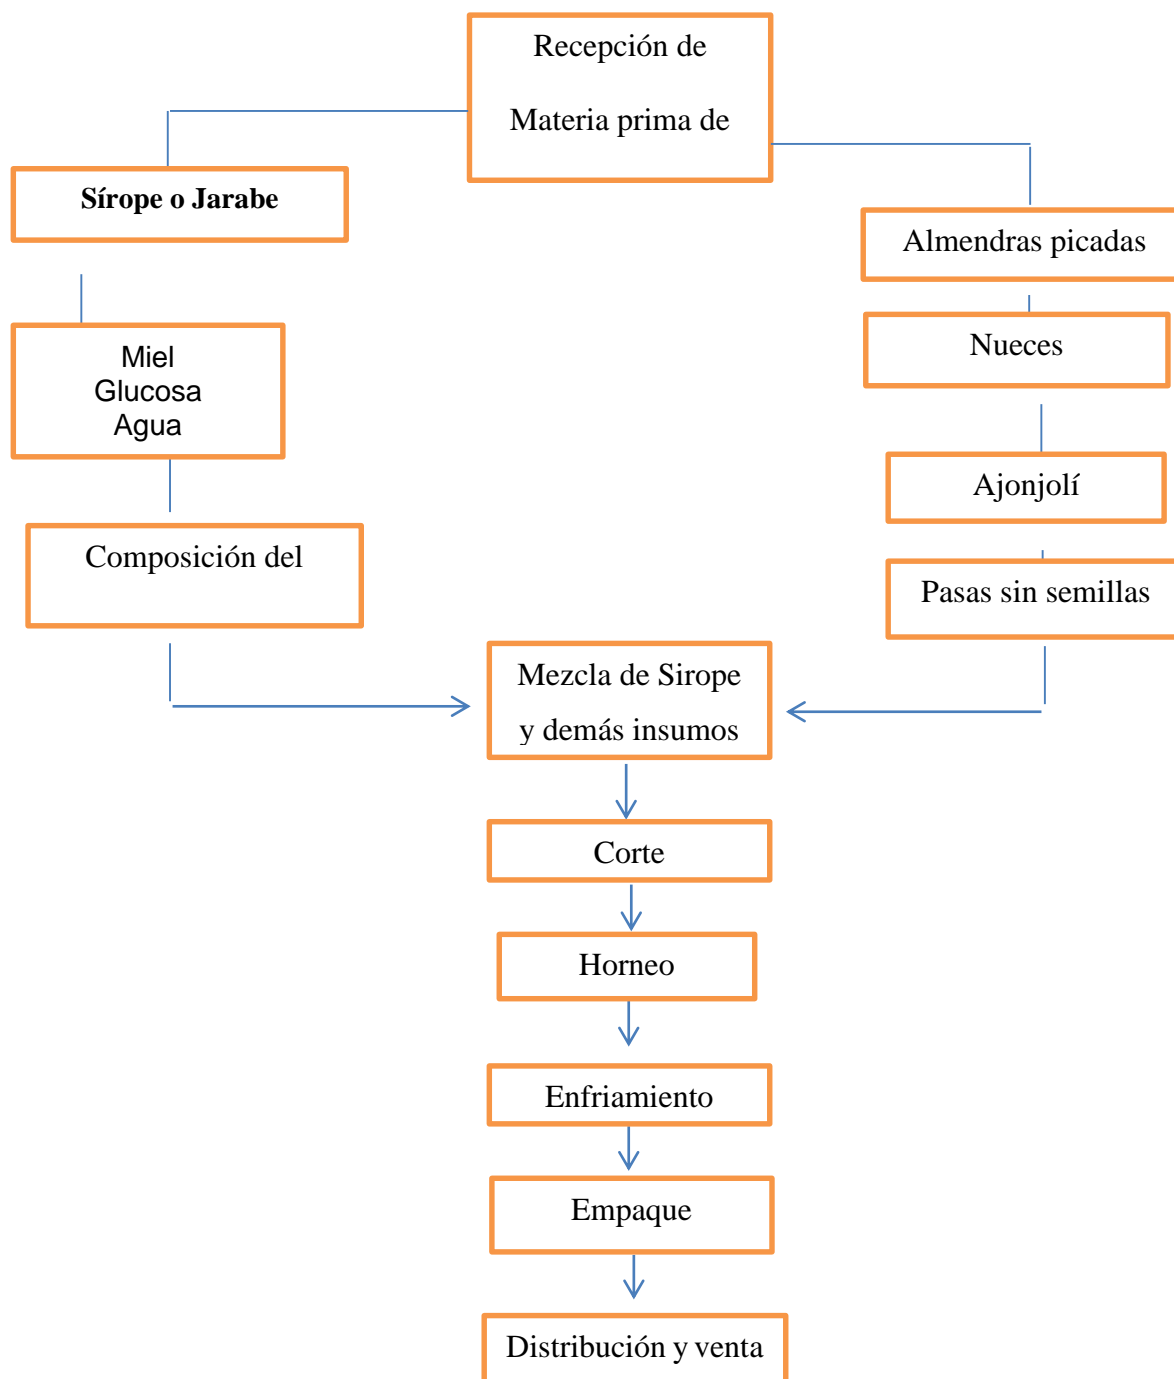 Recepción de
Materia prima de
Sírope o Jarabe
Almendras picadas
Miel
Glucosa
Agua
Nueces
Ajonjolí
Composición del
Pasas sin semillas
Mezcla de Sirope
y demás insumos
Corte
Horneo
Enfriamiento
Empaque
Distribución y venta